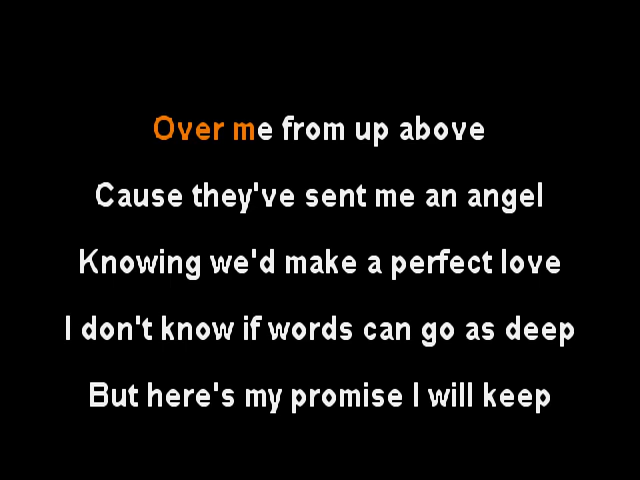 Over me from up above
Cause they've sent me an angel
Knowing we'd make a perfect love
I don't know if words can go as deep
But here's my promise I will keep